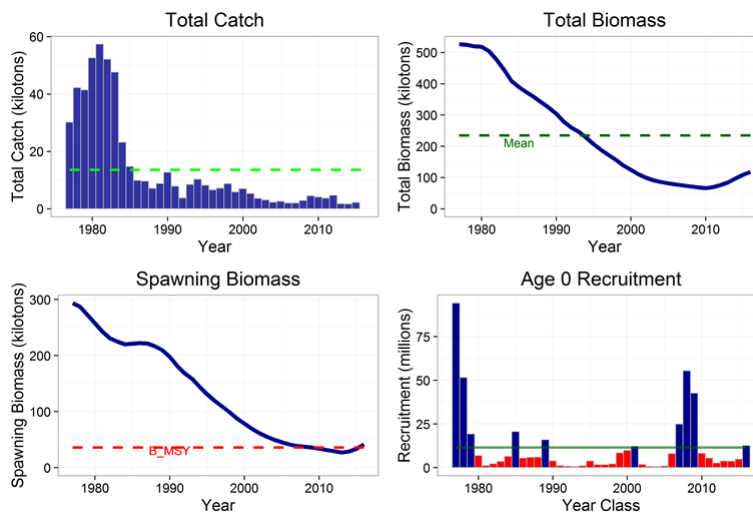 Total Catch
Total Catch (kilotons)
60
40
20
0
1980
1990
2000
2010
Year
Total Biomass
Total Biomass (kilotons)
500
400
300
200
100
0
Mean
1980
1990
2000
2010
Year
Spawning Biomass
Spawning Biomass (kilotons)
300
200
100
0
B_MSY
1980
1990
2000
2010
Year
Age 0 Recruitment
Recruitment (millions)
75
50
25
0
1980
1990
2000
2010
Year Class